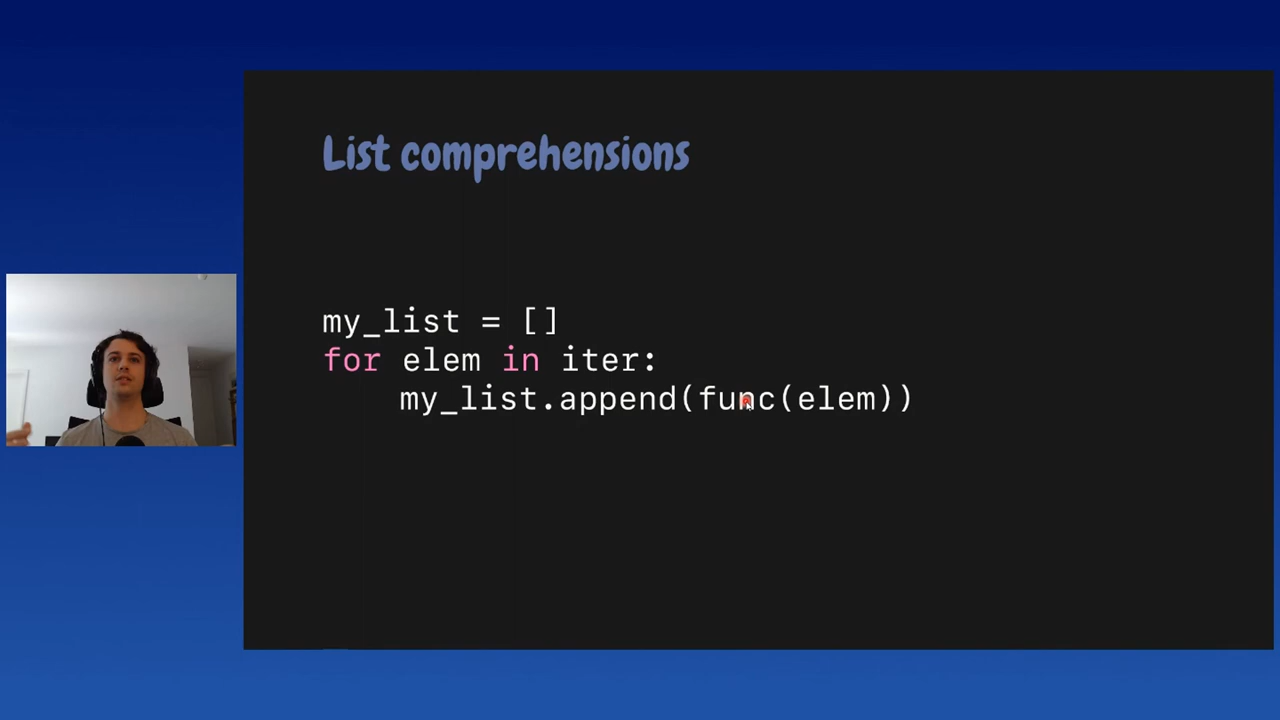 List comprehensions
my_list = []
for elem in iter:
    my_list.append(func(elem))